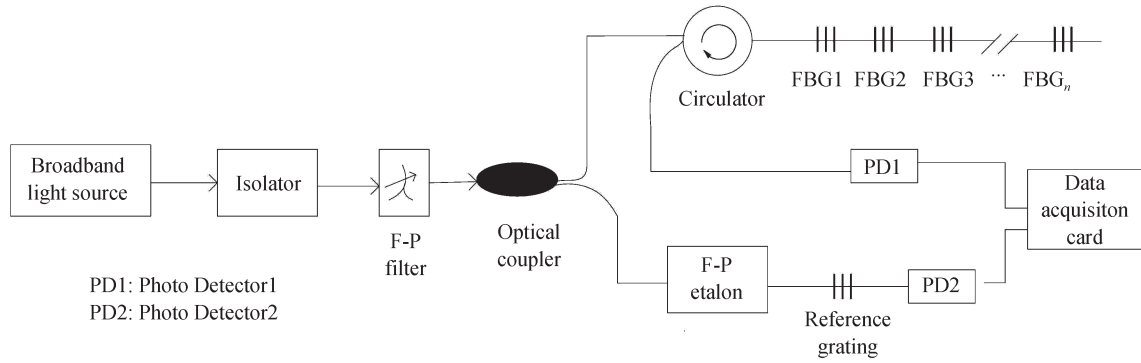 Broadband
light source
Isolator
F-P
filter
Optical
coupler
Circulator
FBG1
FBG2
FBG3
...
FBGn
PD1
Data
acquisiton
card
F-P
etalon
Reference
grating
PD2
PD1: Photo Detector1
PD2: Photo Detector2